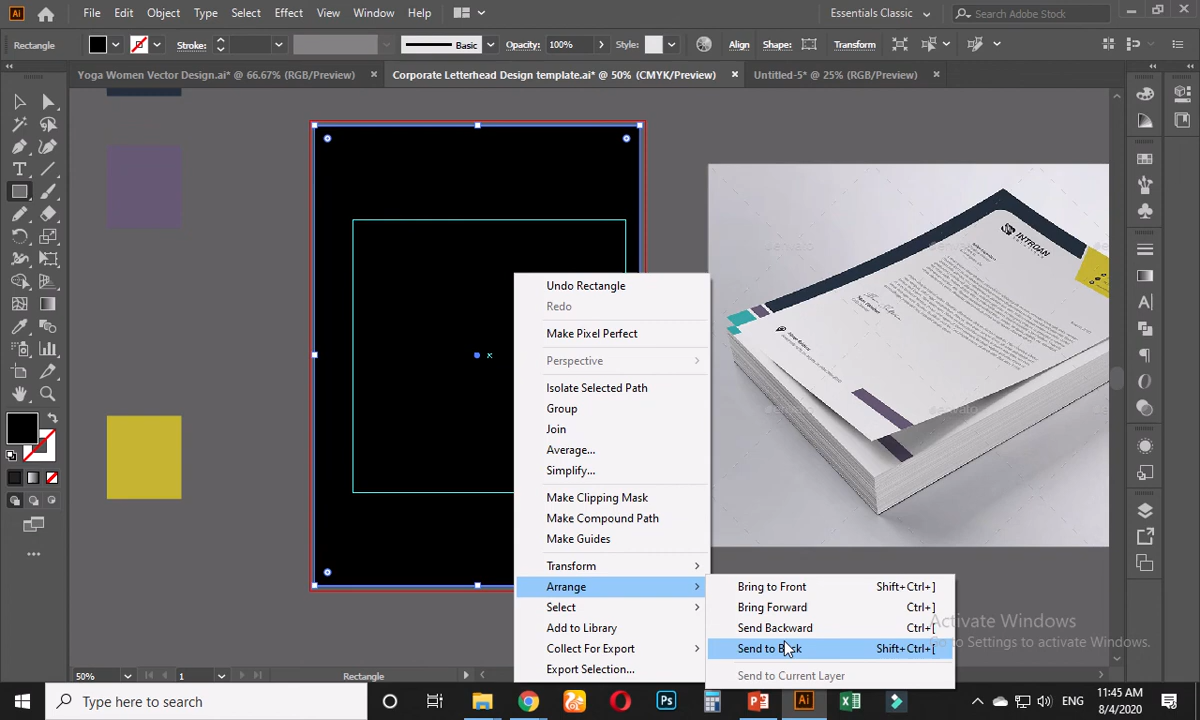 Ai File Edit Object Type Select Effect View Window Help Essentials Classic Search Adobe Stock
Rectangle Stroke: Basic Opacity: 100% Style: Align Shape: Transform
Yoga Women Vector Design.ai* @ 66.67% (RGB/Preview) Corporate Letterhead Design template.ai* @ 50% (CMYK/Preview) Untitled-5* @ 25% (RGB/Preview)
INTRGAN
envato
Undo Rectangle
Redo
Make Pixel Perfect
Perspective
Isolate Selected Path
Group
Join
Average...
Simplify...
Make Clipping Mask
Make Compound Path
Make Guides
Transform
Arrange
Select
Add to Library
Collect For Export
Export Selection...
Bring to Front Shift+Ctrl+]
Bring Forward Ctrl+]
Send Backward Ctrl+[
Send to Back Shift+Ctrl+[
Send to Current Layer
Activate Windows
Go to Settings to activate Windows.
50% 1 Rectangle
Type here to search Ps Ai ENG 11:45 AM
8/4/2020